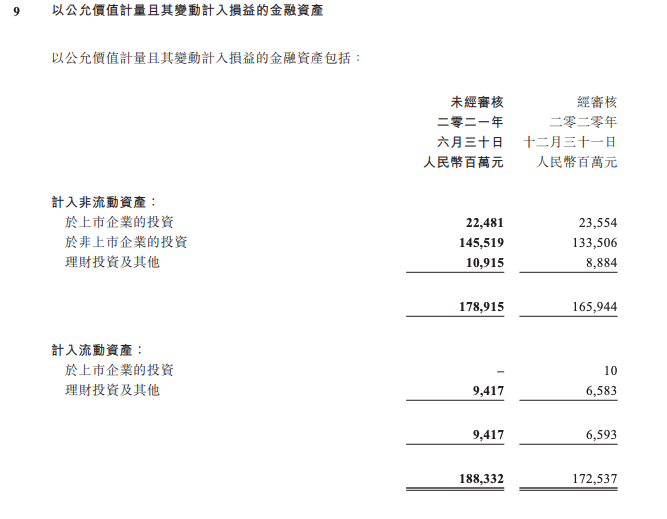 9 以公允價值計量且其變動計入損益的金融資產
以公允價值計量且其變動計入損益的金融資產包括：
未經審核 經審核
二零二一年 二零二零年
六月三十日 十二月三十一日
人民幣百萬元 人民幣百萬元
計入非流動資產：
於上市企業的投資 22,481 23,554
於非上市企業的投資 145,519 133,506
理財投資及其他 10,915 8,884
178,915 165,944
計入流動資產：
於上市企業的投資 – 10
理財投資及其他 9,417 6,583
9,417 6,593
188,332 172,537